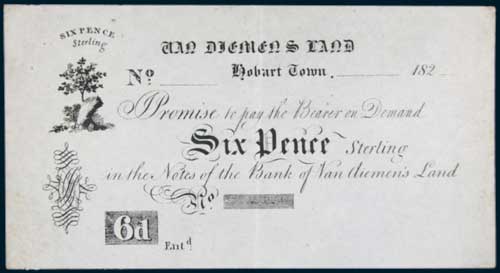 SIX PENCE
Sterling
VAN DIEMENS LAND
No
Hobart Town, 182
I Promise to pay the Bearer on Demand
Six Pence Sterling
in the Notes of the Bank of Van Diemen's Land
No
6d
Entd